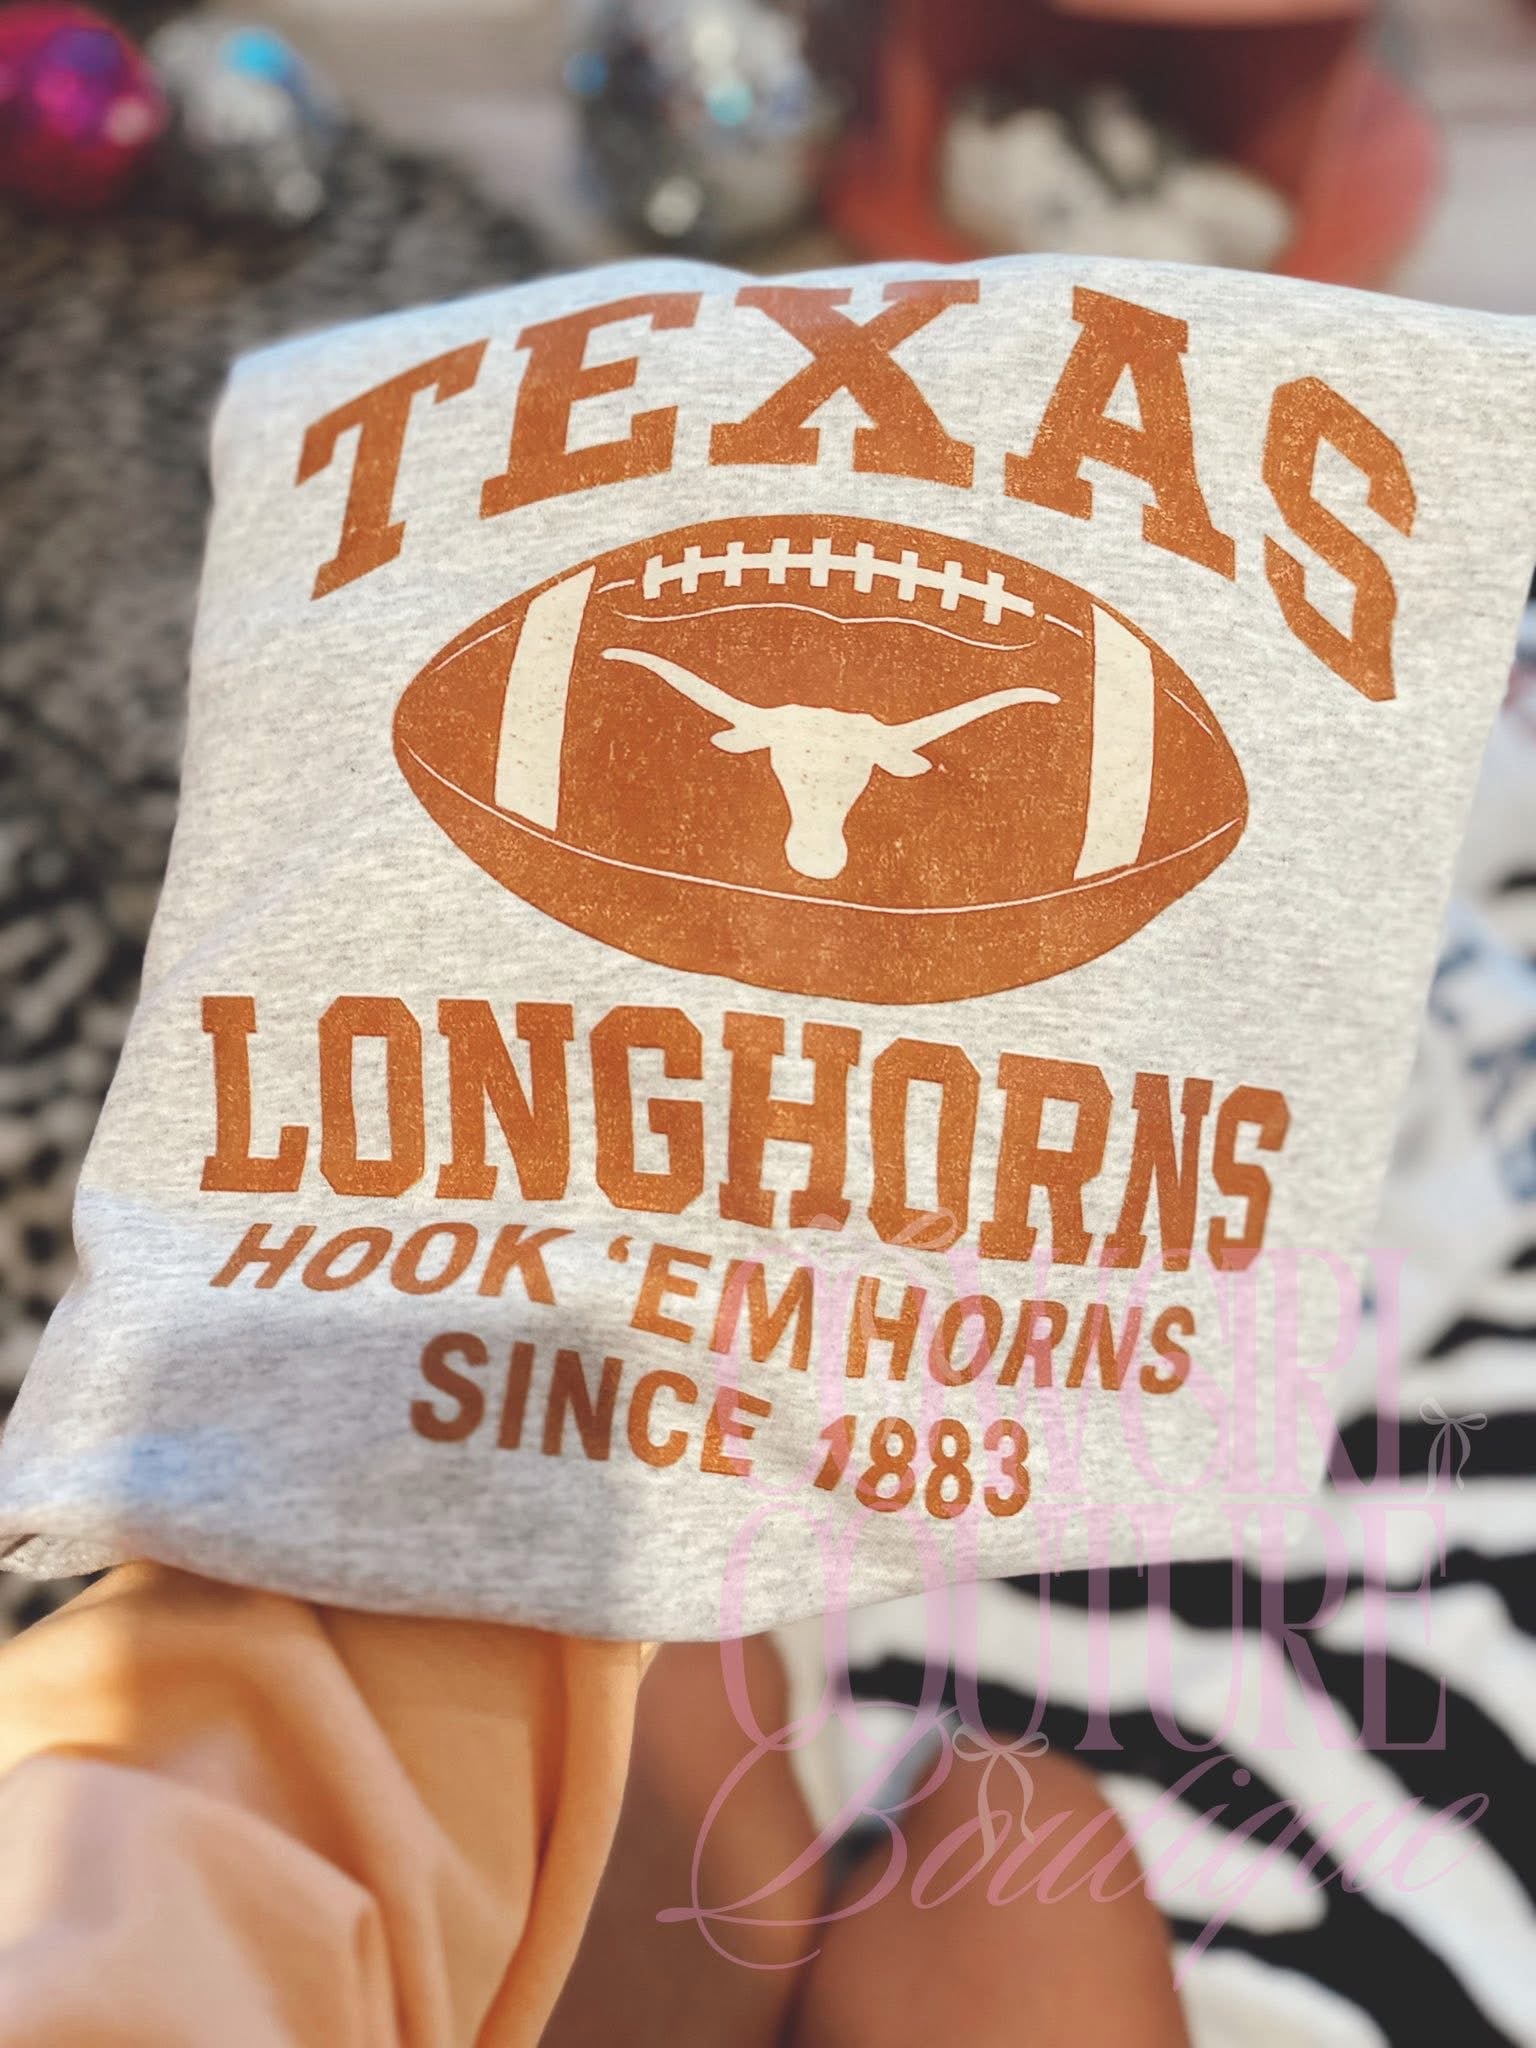 TEXAS
LONGHORNS
HOOK ‘EM HORNS
SINCE 1883
COWGIRL
COUTURE
Boutique